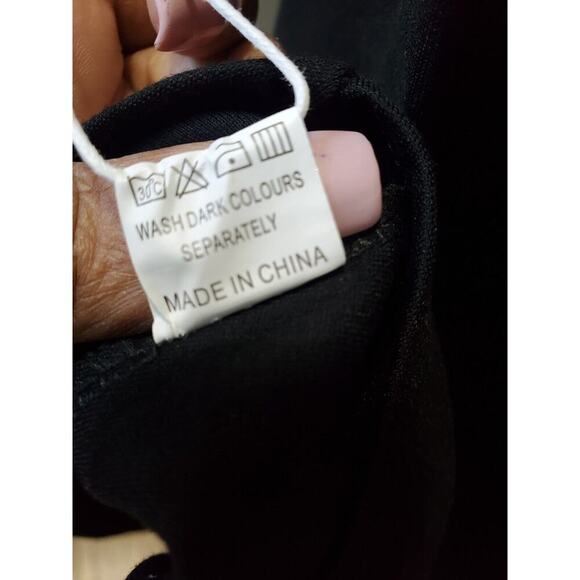 30°C
WASH DARK COLOURS
SEPARATELY
MADE IN CHINA